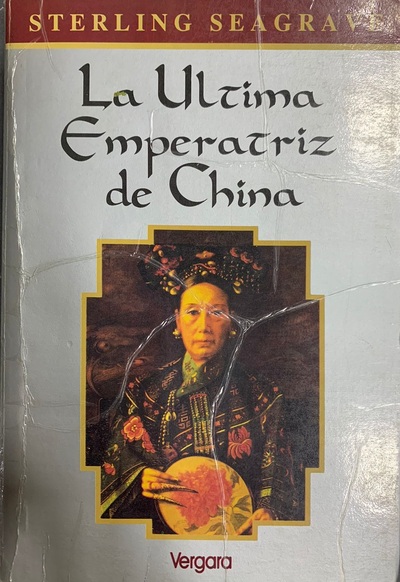 STERLING SEAGRAVE
La Ultima
Emperatriz
de China
Vergara